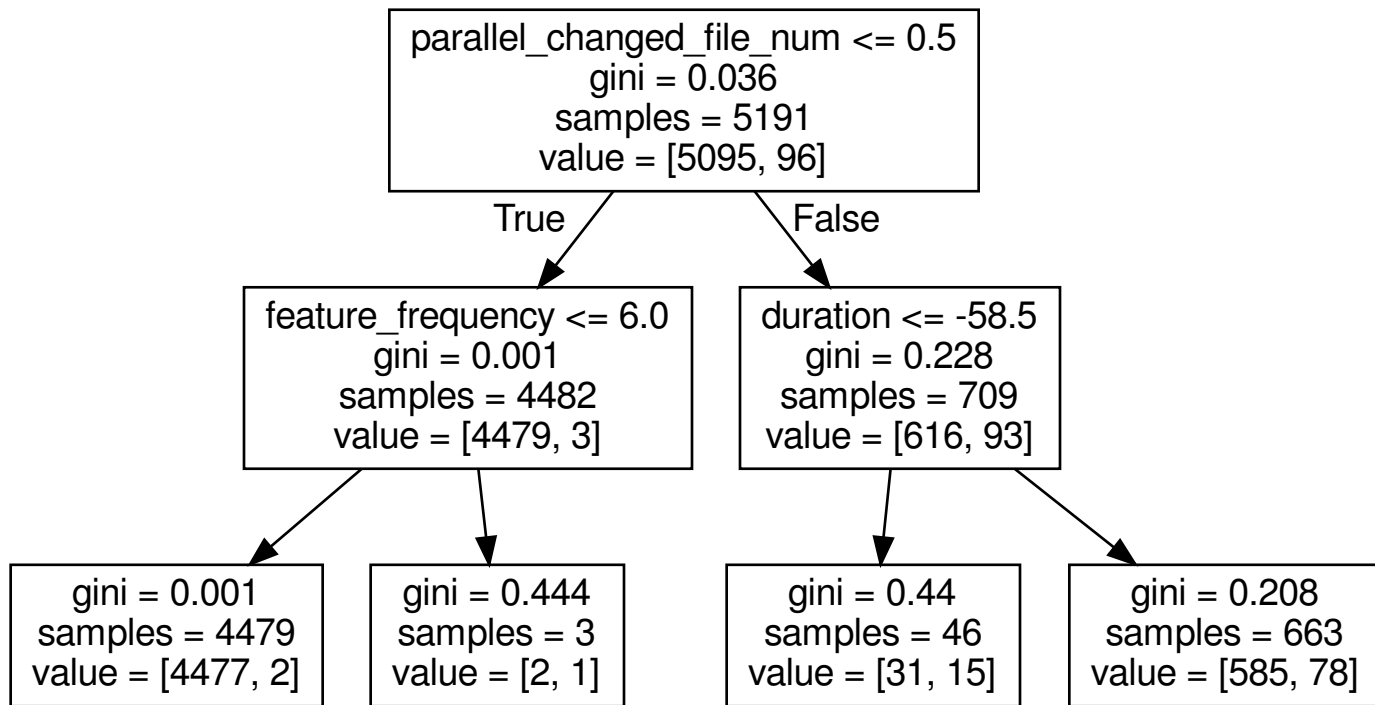 parallel_changed_file_num <= 0.5
gini = 0.036
samples = 5191
value = [5095, 96]
True
False
feature_frequency <= 6.0
gini = 0.001
samples = 4482
value = [4479, 3]
duration <= -58.5
gini = 0.228
samples = 709
value = [616, 93]
gini = 0.001
samples = 4479
value = [4477, 2]
gini = 0.444
samples = 3
value = [2, 1]
gini = 0.44
samples = 46
value = [31, 15]
gini = 0.208
samples = 663
value = [585, 78]